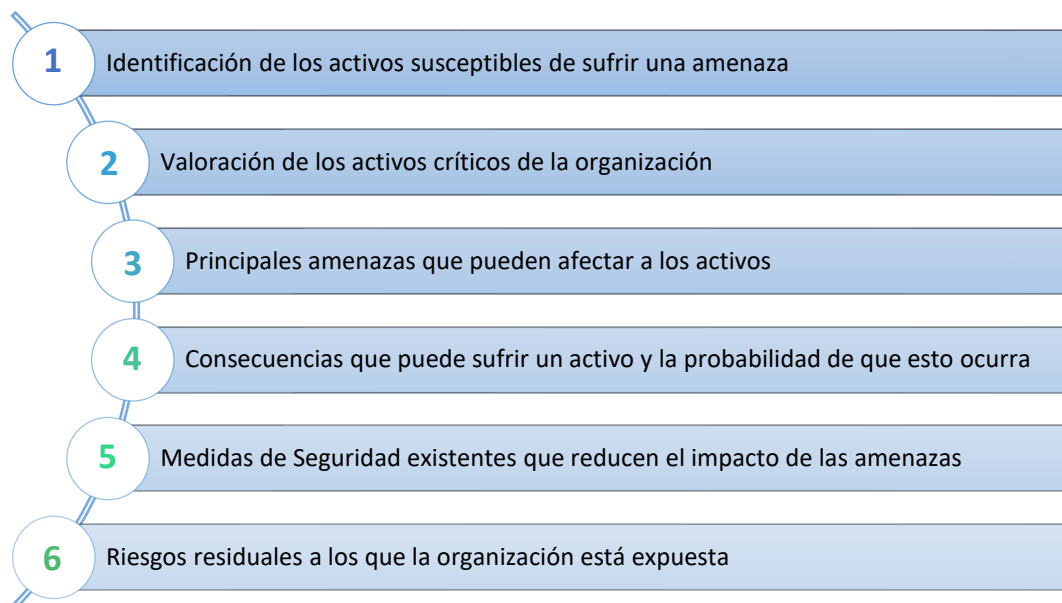 1 Identificación de los activos susceptibles de sufrir una amenaza
2 Valoración de los activos críticos de la organización
3 Principales amenazas que pueden afectar a los activos
4 Consecuencias que puede sufrir un activo y la probabilidad de que esto ocurra
5 Medidas de Seguridad existentes que reducen el impacto de las amenazas
6 Riesgos residuales a los que la organización está expuesta